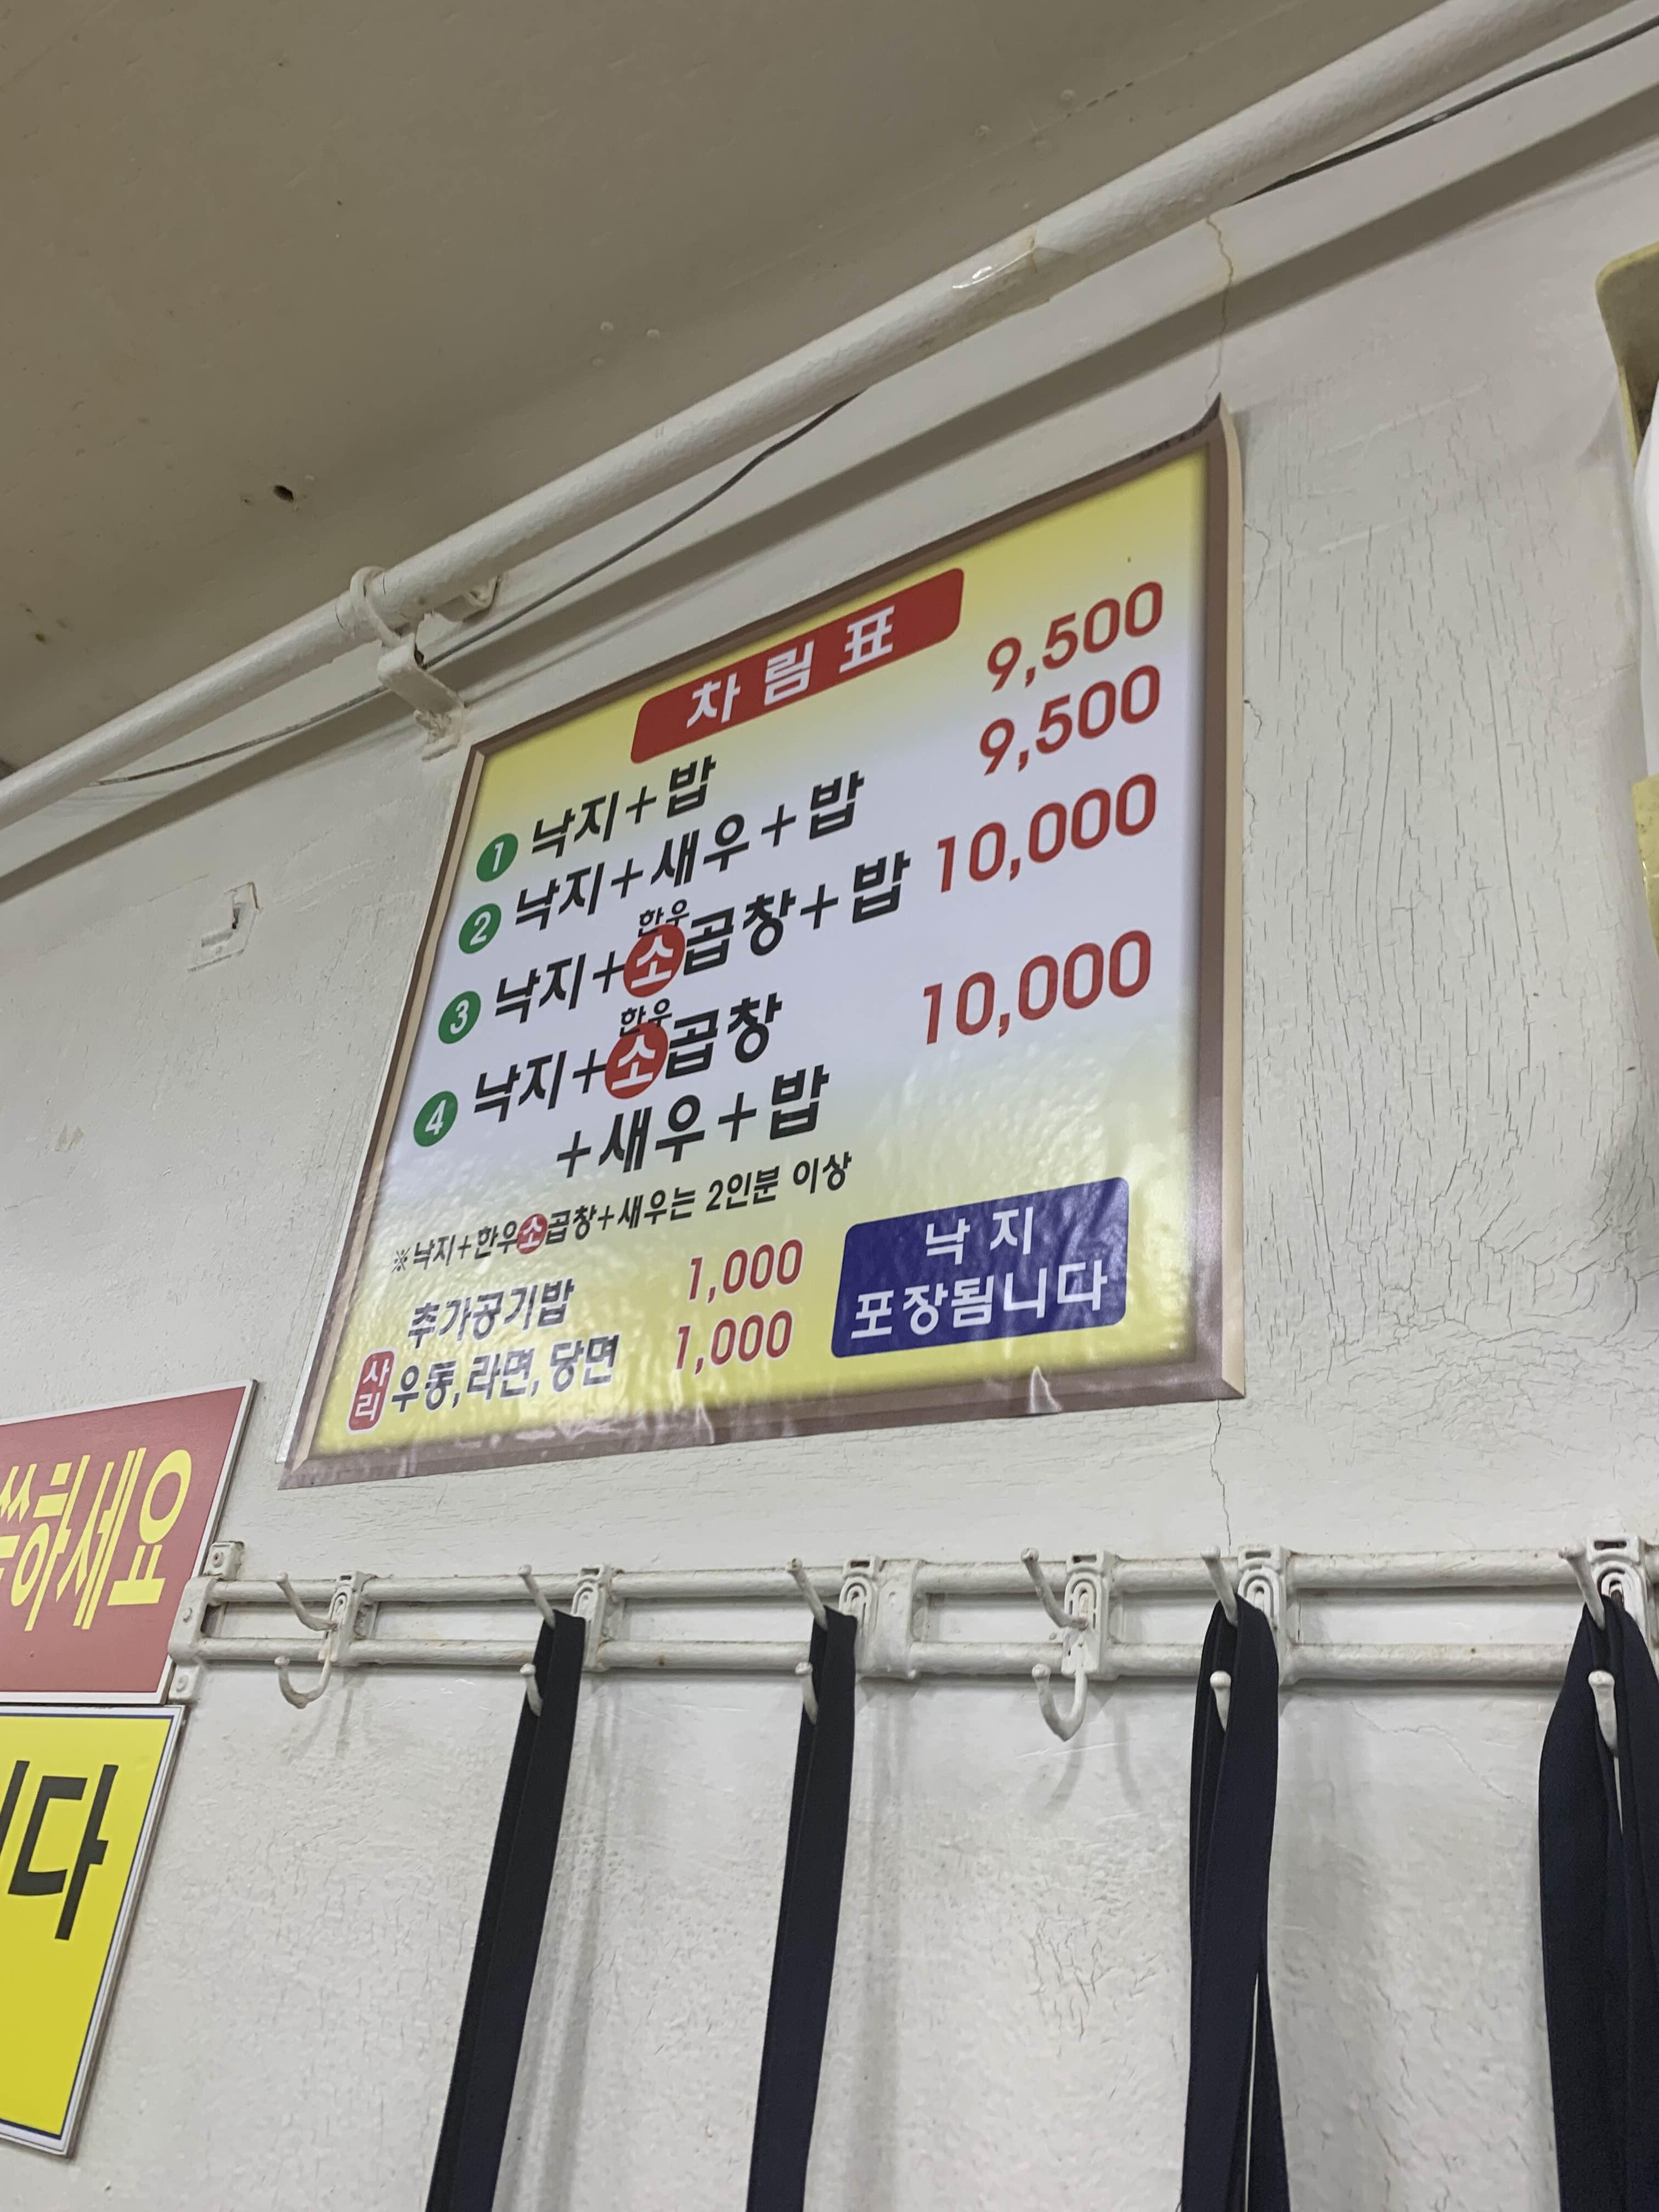 차림표
1 낙지+밥 9,500
2 낙지+새우+밥 9,500
한우
3 낙지+소곱창+밥 10,000
한우
4 낙지+소곱창 10,000
+새우+밥
※낙지+한우소곱창+새우는 2인분 이상
추가공기밥 1,000
사리 우동,라면,당면 1,000
낙지
포장됩니다
하세요
다